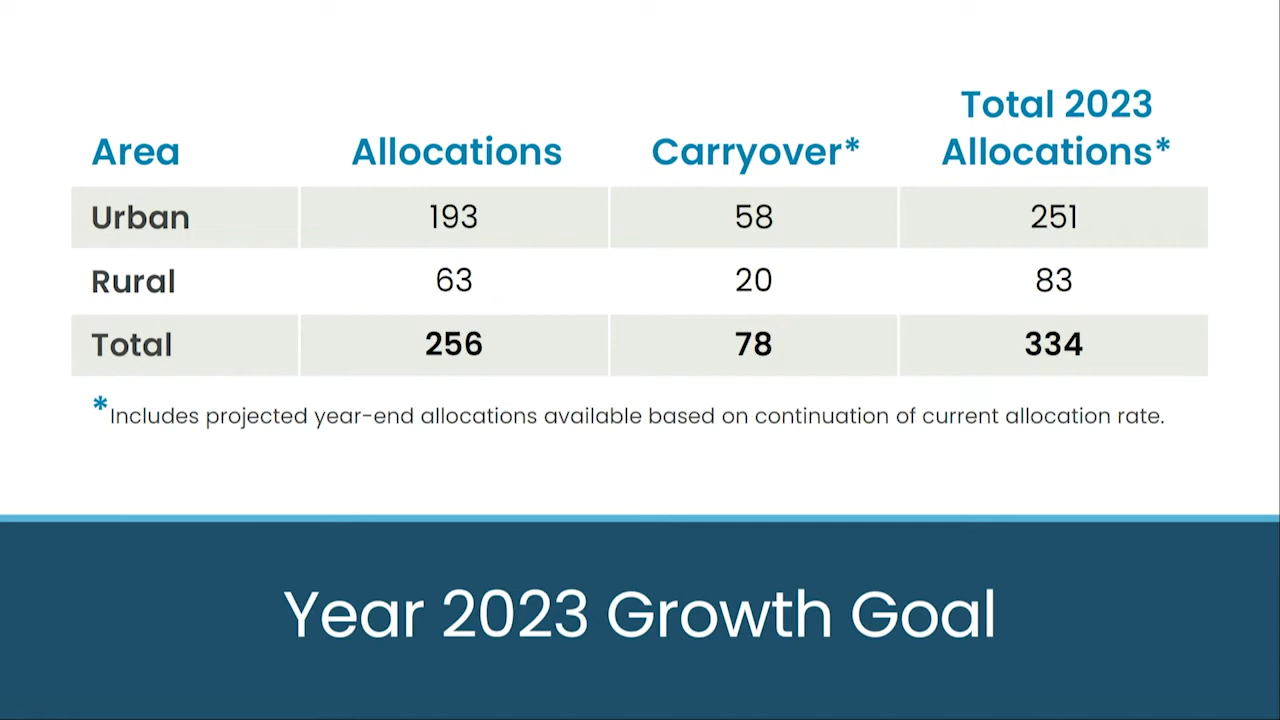 Area Allocations Carryover* Total 2023 Allocations*
Urban 193 58 251
Rural 63 20 83
Total 256 78 334
*Includes projected year-end allocations available based on continuation of current allocation rate.
Year 2023 Growth Goal